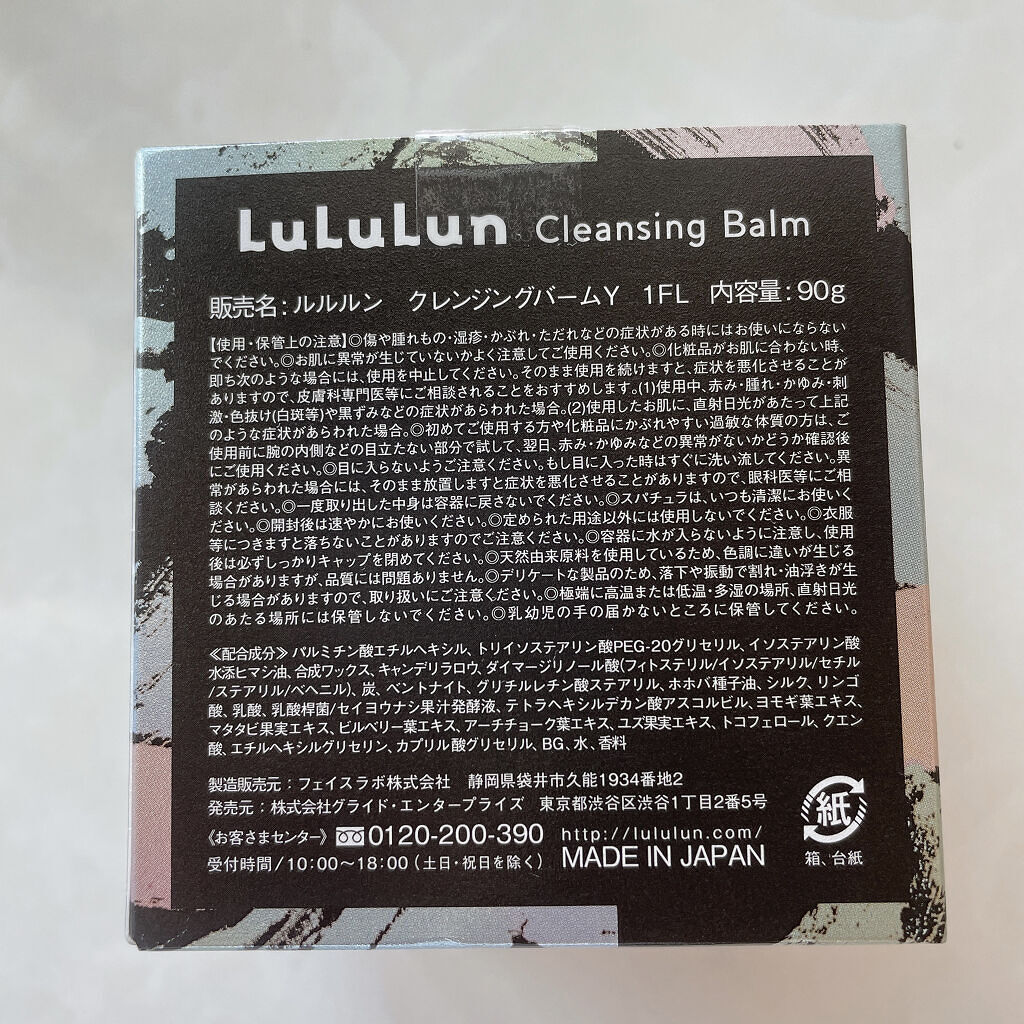 LuLuLun Cleansing Balm
販売名：ルルルン クレンジングバームY 1FL 内容量：90g
【使用・保管上の注意】◎傷や腫れもの・湿疹・かぶれ・ただれなどの症状がある時にはお使いにならない
でください。◎お肌に異常が生じていないかよく注意してご使用ください。◎化粧品がお肌に合わない時、
即ち次のような場合には、使用を中止してください。そのまま使用を続けますと、症状を悪化させることが
ありますので、皮膚科専門医等にご相談されることをおすすめします。(1)使用中、赤み・腫れ・かゆみ・刺
激・色抜け(白斑等)や黒ずみなどの症状があらわれた場合。(2)使用したお肌に、直射日光があたって上記
のような症状があらわれた場合。◎初めてご使用する方や化粧品にかぶれやすい過敏な体質の方は、ご
使用前に腕の内側などの目立たない部分で試して、翌日、赤み・かゆみなどの異常がないかどうか確認後
にご使用ください。◎目に入らないようご注意ください。もし目に入った時はすぐに洗い流してください。異
常があらわれた場合には、そのまま放置しますと症状を悪化させることがありますので、眼科医等にご相
談ください。◎一度取り出した中身は容器に戻さないでください。◎スパチュラは、いつも清潔にお使いく
ださい。◎開封後は速やかにお使いください。◎定められた用途以外には使用しないでください。◎衣服
等につきますと落ちないことがありますのでご注意ください。◎容器に水が入らないように注意し、使用
後は必ずしっかりキャップを閉めてください。◎天然由来原料を使用しているため、色調に違いが生じる
場合がありますが、品質には問題ありません。◎デリケートな製品のため、落下や振動で割れ・油浮きが生
じる場合がありますので、取り扱いにご注意ください。◎極端に高温または低温・多湿の場所、直射日光
のあたる場所には保管しないでください。◎乳幼児の手の届かないところに保管してください。
≪配合成分≫パルミチン酸エチルヘキシル、トリイソステアリン酸PEG-20グリセリル、イソステアリン酸
水添ヒマシ油、合成ワックス、キャンデリラロウ、ダイマージリノール酸(フィトステリル/イソステアリル/セチル
/ステアリル/ベヘニル)、炭、ベントナイト、グリチルレチン酸ステアリル、ホホバ種子油、シルク、リンゴ
酸、乳酸、乳酸桿菌/セイヨウナシ果汁発酵液、テトラヘキシルデカン酸アスコルビル、ヨモギ葉エキス、
マタタビ果実エキス、ビルベリー葉エキス、アーチチョーク葉エキス、ユズ果実エキス、トコフェロール、クエン
酸、エチルヘキシルグリセリン、カプリル酸グリセリル、BG、水、香料
製造販売元：フェイスラボ株式会社 静岡県袋井市久能1934番地2
発売元：株式会社グライド・エンタープライズ 東京都渋谷区渋谷1丁目2番5号
《お客さまセンター》 0120-200-390 http://lululun.com/
受付時間/10:00～18:00（土日・祝日を除く） MADE IN JAPAN
紙
箱、台紙